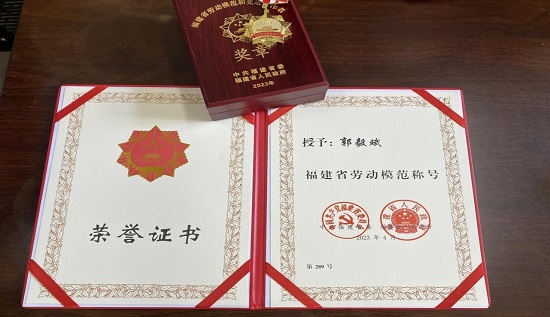 福建省劳动模范和先进工作者
奖章
中共福建省委
福建省人民政府
2023年
荣誉证书
授予：郭毅斌
福建省劳动模范称号
2023年4月
第289号